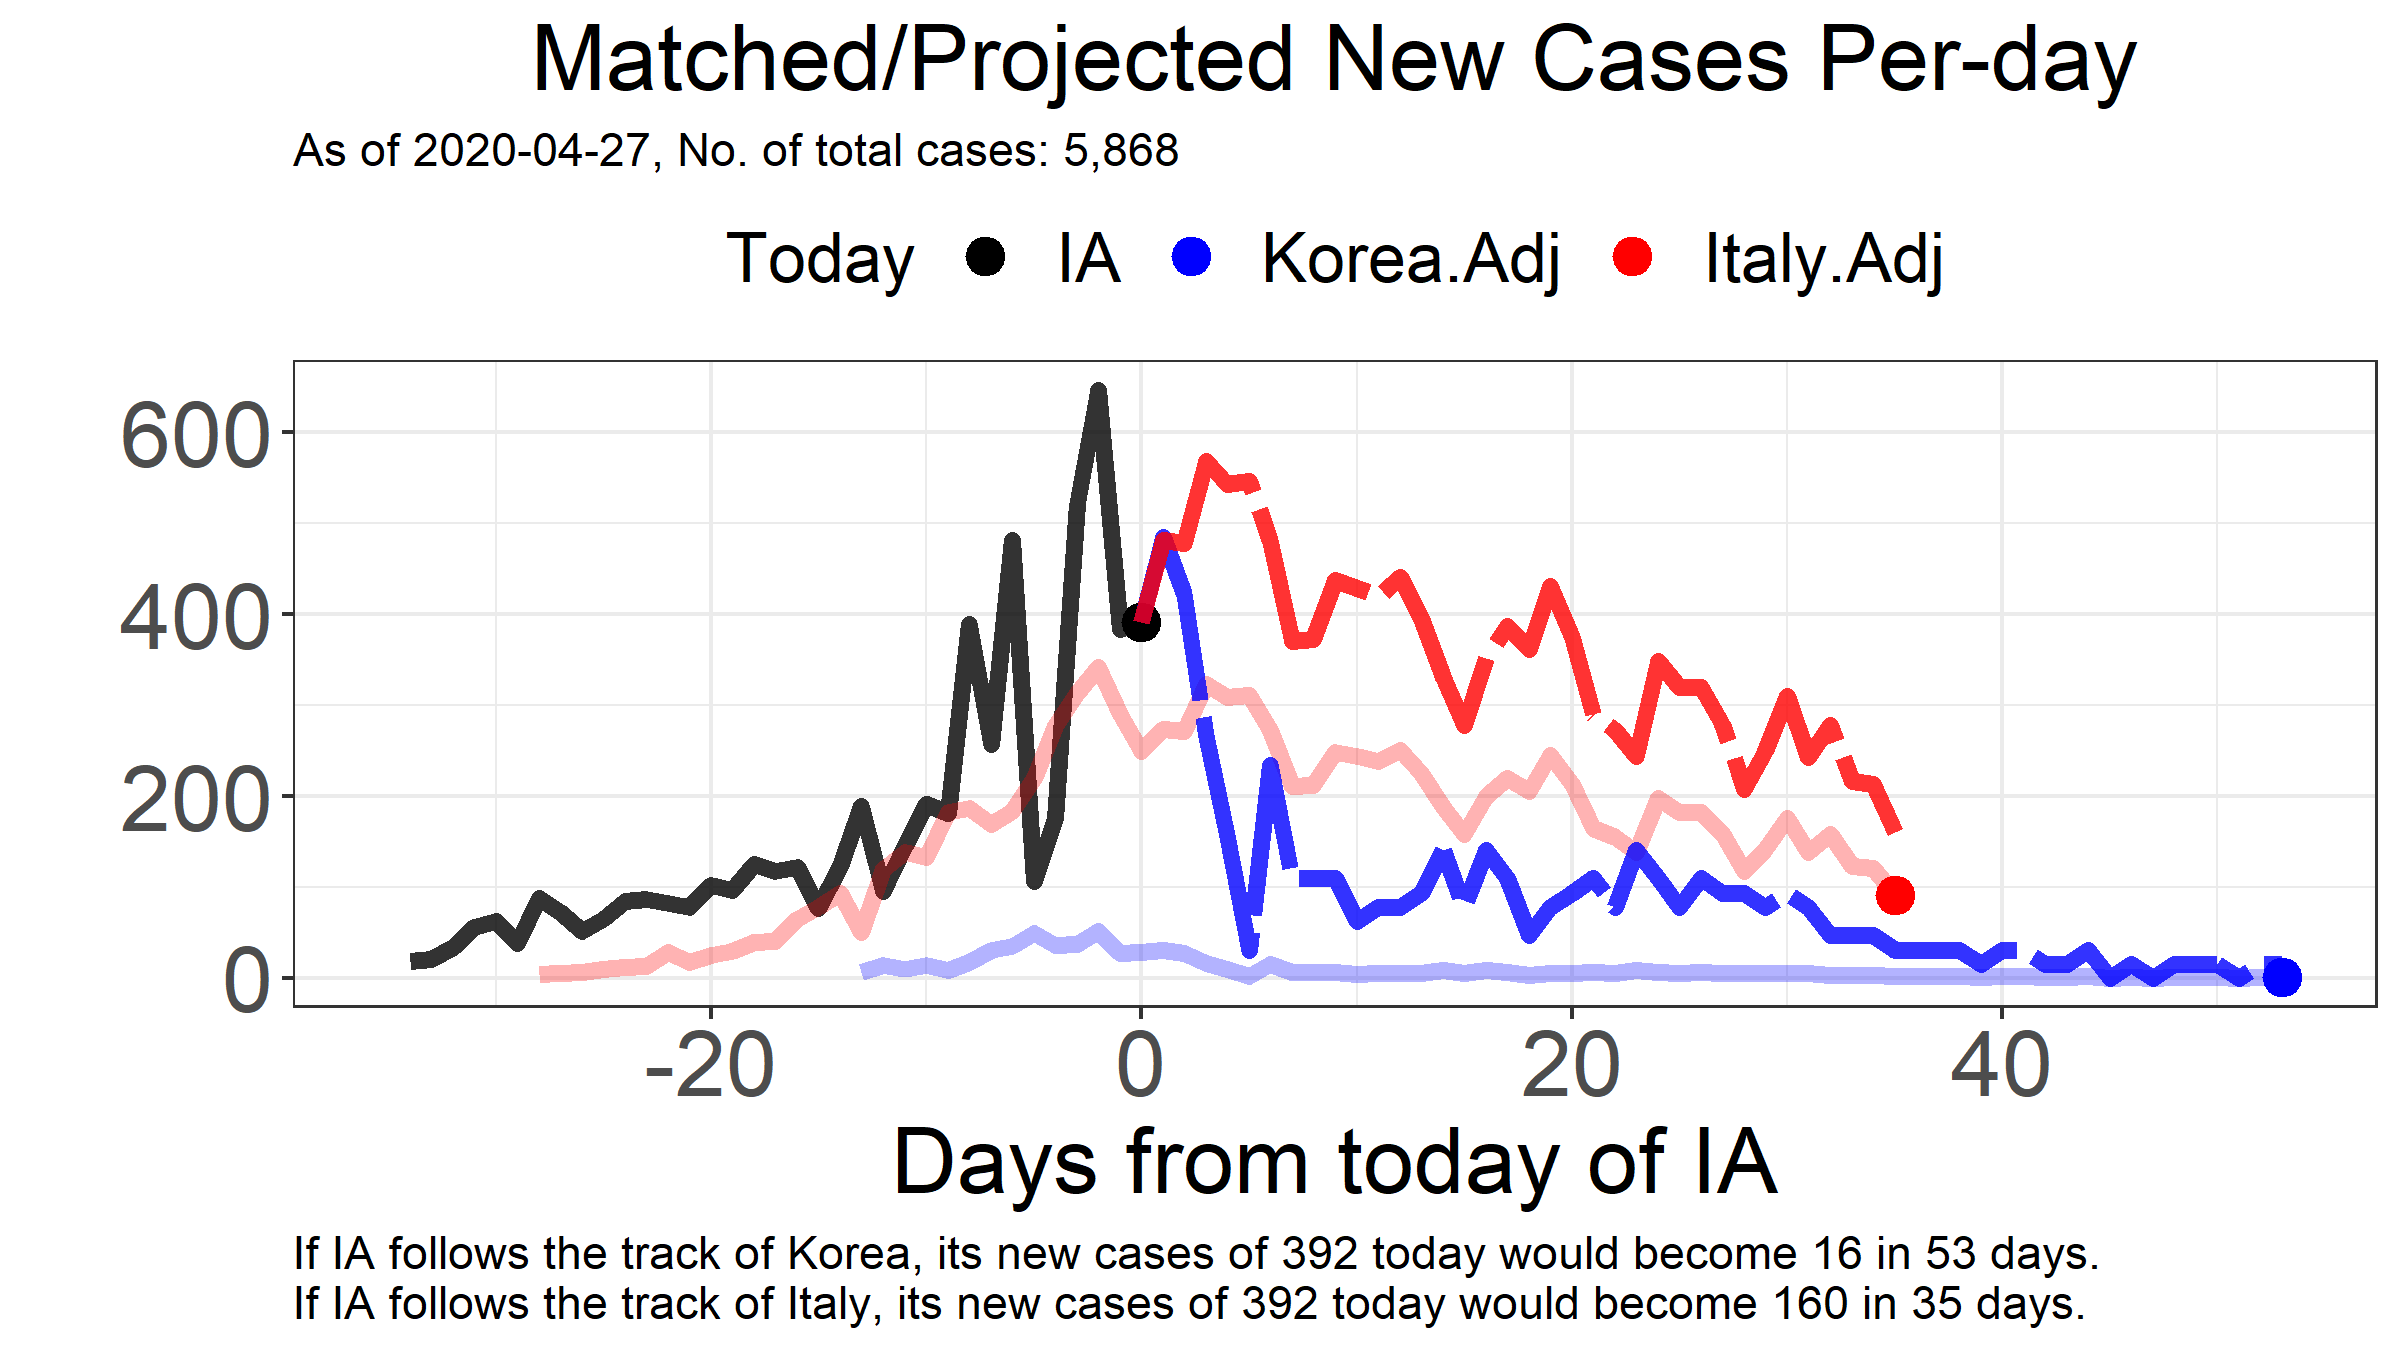 Matched/Projected New Cases Per-day
As of 2020-04-27, No. of total cases: 5,868
Today IA Korea.Adj Italy.Adj
600
400
200
0
-20 0 20 40
Days from today of IA
If IA follows the track of Korea, its new cases of 392 today would become 16 in 53 days.
If IA follows the track of Italy, its new cases of 392 today would become 160 in 35 days.